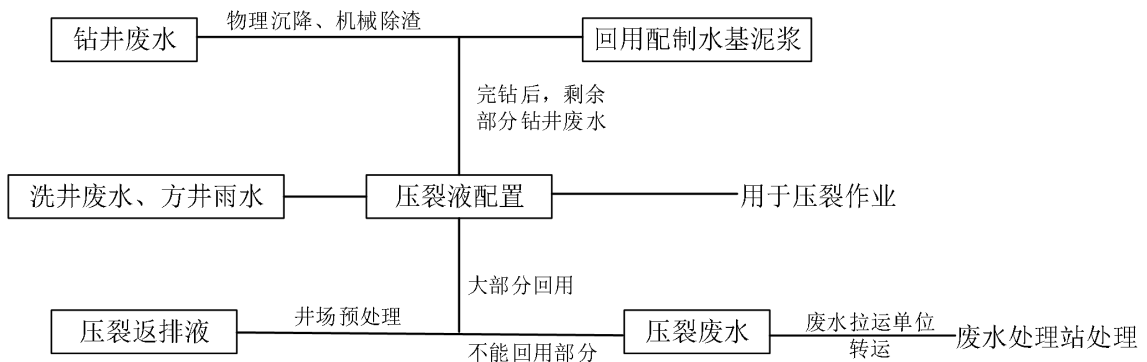 钻井废水
物理沉降、机械除渣
回用配制水基泥浆
完钻后，剩余
部分钻井废水
洗井废水、方井雨水
压裂液配置
用于压裂作业
大部分回用
压裂返排液
井场预处理
不能回用部分
压裂废水
废水拉运单位
转运
废水处理站处理